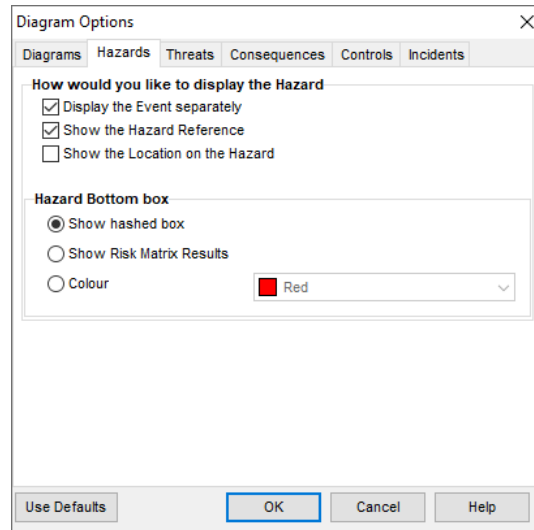 Diagram Options
Diagrams Hazards Threats Consequences Controls Incidents
How would you like to display the Hazard
Display the Event separately
Show the Hazard Reference
Show the Location on the Hazard
Hazard Bottom box
Show hashed box
Show Risk Matrix Results
Colour Red
Use Defaults OK Cancel Help